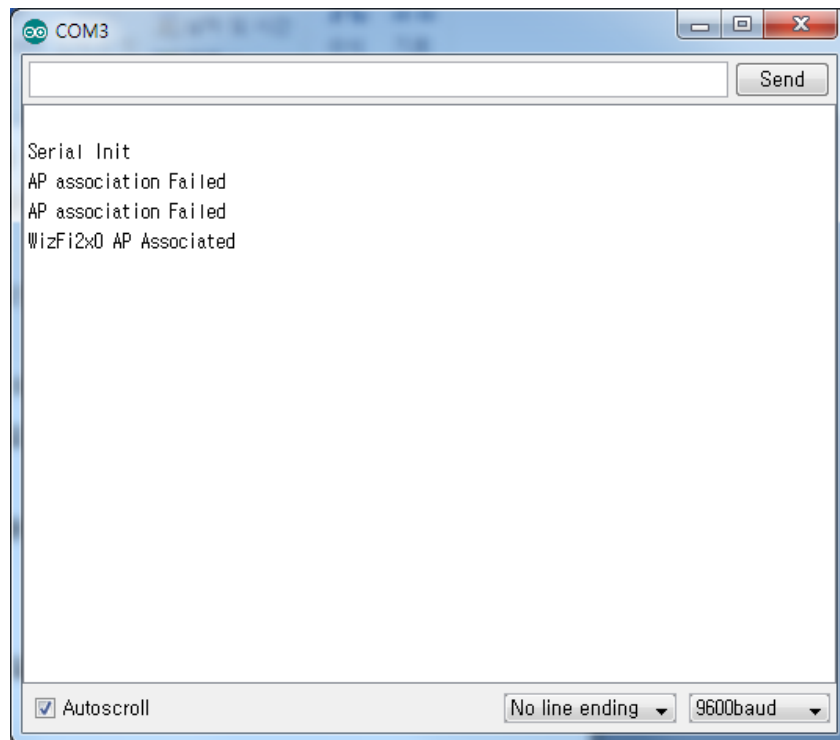 COM3
Send
Serial Init
AP association Failed
AP association Failed
WizFi2x0 AP Associated
Autoscroll
No line ending
9600baud